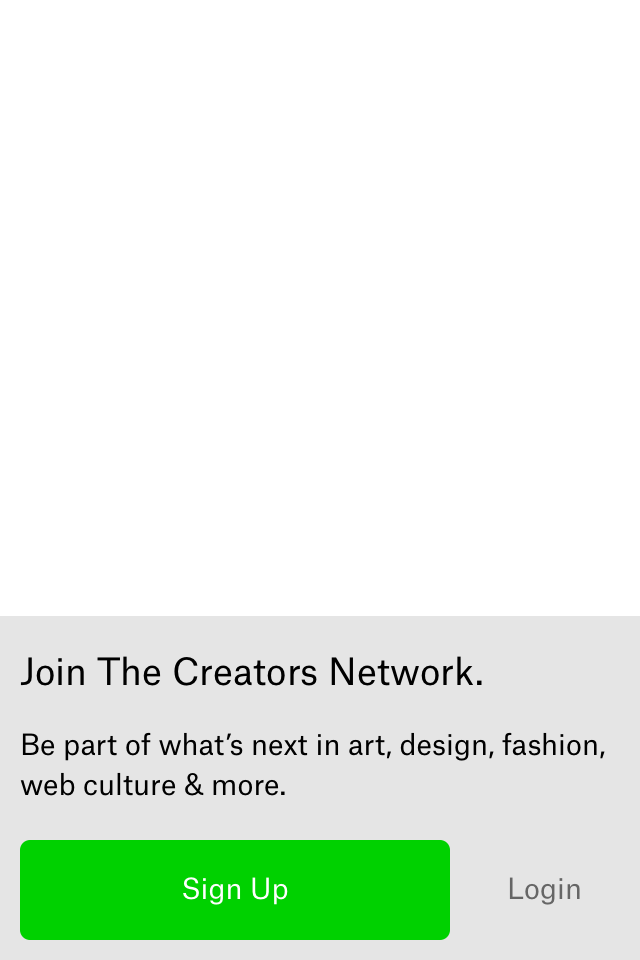 Join The Creators Network.
Be part of what’s next in art, design, fashion,
web culture & more.
Sign Up
Login